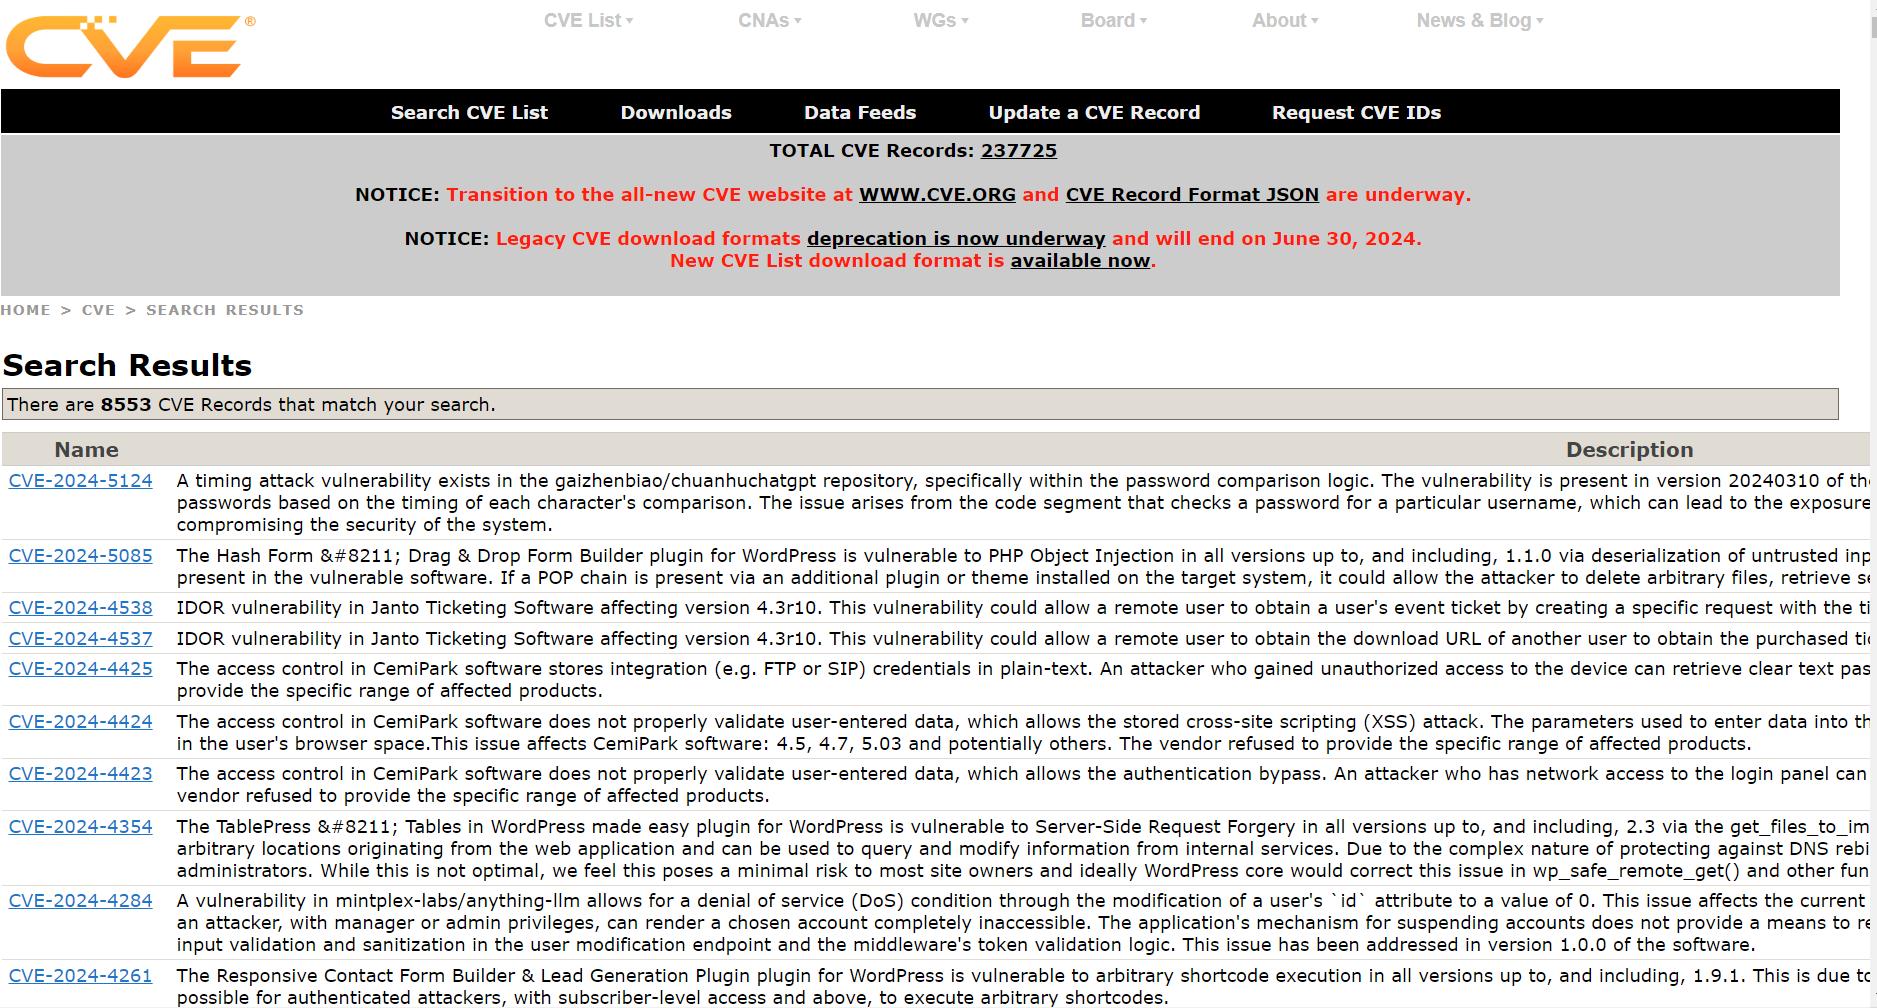 CVE®
CVE List▾ CNAs▾ WGs▾ Board▾ About▾ News & Blog▾
Search CVE List Downloads Data Feeds Update a CVE Record Request CVE IDs
TOTAL CVE Records: 237725
NOTICE: Transition to the all-new CVE website at WWW.CVE.ORG and CVE Record Format JSON are underway.
NOTICE: Legacy CVE download formats deprecation is now underway and will end on June 30, 2024.
New CVE List download format is available now.
HOME > CVE > SEARCH RESULTS
Search Results
There are 8553 CVE Records that match your search.
Name Description
CVE-2024-5124 A timing attack vulnerability exists in the gaizhenbiao/chuanhuchatgpt repository, specifically within the password comparison logic. The vulnerability is present in version 20240310 of
passwords based on the timing of each character's comparison. The issue arises from the code segment that checks a password for a particular username, which can lead to the exposure
compromising the security of the system.
CVE-2024-5085 The Hash Form &#8211; Drag & Drop Form Builder plugin for WordPress is vulnerable to PHP Object Injection in all versions up to, and including, 1.1.0 via deserialization of untrusted inp
present in the vulnerable software. If a POP chain is present via an additional plugin or theme installed on the target system, it could allow the attacker to delete arbitrary files, retrieve
CVE-2024-4538 IDOR vulnerability in Janto Ticketing Software affecting version 4.3r10. This vulnerability could allow a remote user to obtain a user's event ticket by creating a specific request with the ti
CVE-2024-4537 IDOR vulnerability in Janto Ticketing Software affecting version 4.3r10. This vulnerability could allow a remote user to obtain the download URL of another user to obtain the purchased
CVE-2024-4425 The access control in CemiPark software stores integration (e.g. FTP or SIP) credentials in plain-text. An attacker who gained unauthorized access to the device can retrieve clear text pas
provide the specific range of affected products.
CVE-2024-4424 The access control in CemiPark software does not properly validate user-entered data, which allows the stored cross-site scripting (XSS) attack. The parameters used to enter data into th
in the user's browser space.This issue affects CemiPark software: 4.5, 4.7, 5.03 and potentially others. The vendor refused to provide the specific range of affected products.
CVE-2024-4423 The access control in CemiPark software does not properly validate user-entered data, which allows the authentication bypass. An attacker who has network access to the login panel can
vendor refused to provide the specific range of affected products.
CVE-2024-4354 The TablePress &#8211; Tables in WordPress made easy plugin for WordPress is vulnerable to Server-Side Request Forgery in all versions up to, and including, 2.3 via the get_files_to_im
arbitrary locations originating from the web application and can be used to query and modify information from internal services. Due to the complex nature of protecting against DNS rebi
administrators. While this is not optimal, we feel this poses a minimal risk to most site owners and ideally WordPress core would correct this issue in wp_safe_remote_get() and other fun
CVE-2024-4284 A vulnerability in mintplex-labs/anything-llm allows for a denial of service (DoS) condition through the modification of a user's `id` attribute to a value of 0. This issue affects the current
an attacker, with manager or admin privileges, can render a chosen account completely inaccessible. The application's mechanism for suspending accounts does not provide a means to re
input validation and sanitization in the user modification endpoint and the middleware's token validation logic. This issue has been addressed in version 1.0.0 of the software.
CVE-2024-4261 The Responsive Contact Form Builder & Lead Generation Plugin plugin for WordPress is vulnerable to arbitrary shortcode execution in all versions up to, and including, 1.9.1. This is due to
possible for authenticated attackers, with subscriber-level access and above, to execute arbitrary shortcodes.